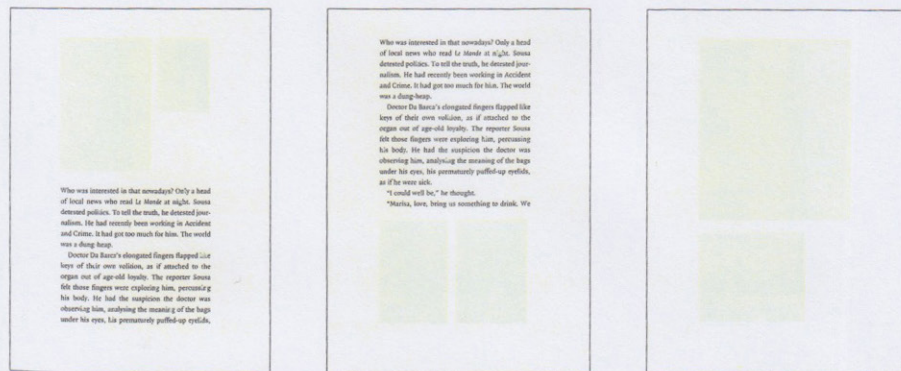 Who was interested in that nowadays? Only a head
of local news who read Le Monde at night. Sousa
detested politics. To tell the truth, he detested jour-
nalism. He had recently been working in Accident
and Crime. It had got too much for him. The world
was a dung-heap.
Doctor Da Barca's elongated fingers flapped like
keys of their own volition, as if attached to the
organ out of age-old loyalty. The reporter Sousa
felt those fingers were exploring him, percussing
his body. He had the suspicion the doctor was
observing him, analysing the meaning of the bags
under his eyes, his prematurely puffed-up eyelids,
Who was interested in that nowadays? Only a head
of local news who read Le Monde at night. Sousa
detested politics. To tell the truth, he detested jour-
nalism. He had recently been working in Accident
and Crime. It had got too much for him. The world
was a dung-heap.
Doctor Da Barca's elongated fingers flapped like
keys of their own volition, as if attached to the
organ out of age-old loyalty. The reporter Sousa
felt those fingers were exploring him, percussing
his body. He had the suspicion the doctor was
observing him, analysing the meaning of the bags
under his eyes, his prematurely puffed-up eyelids,
as if he were sick.
"I could well be," he thought.
"Marisa, love, bring us something to drink. We